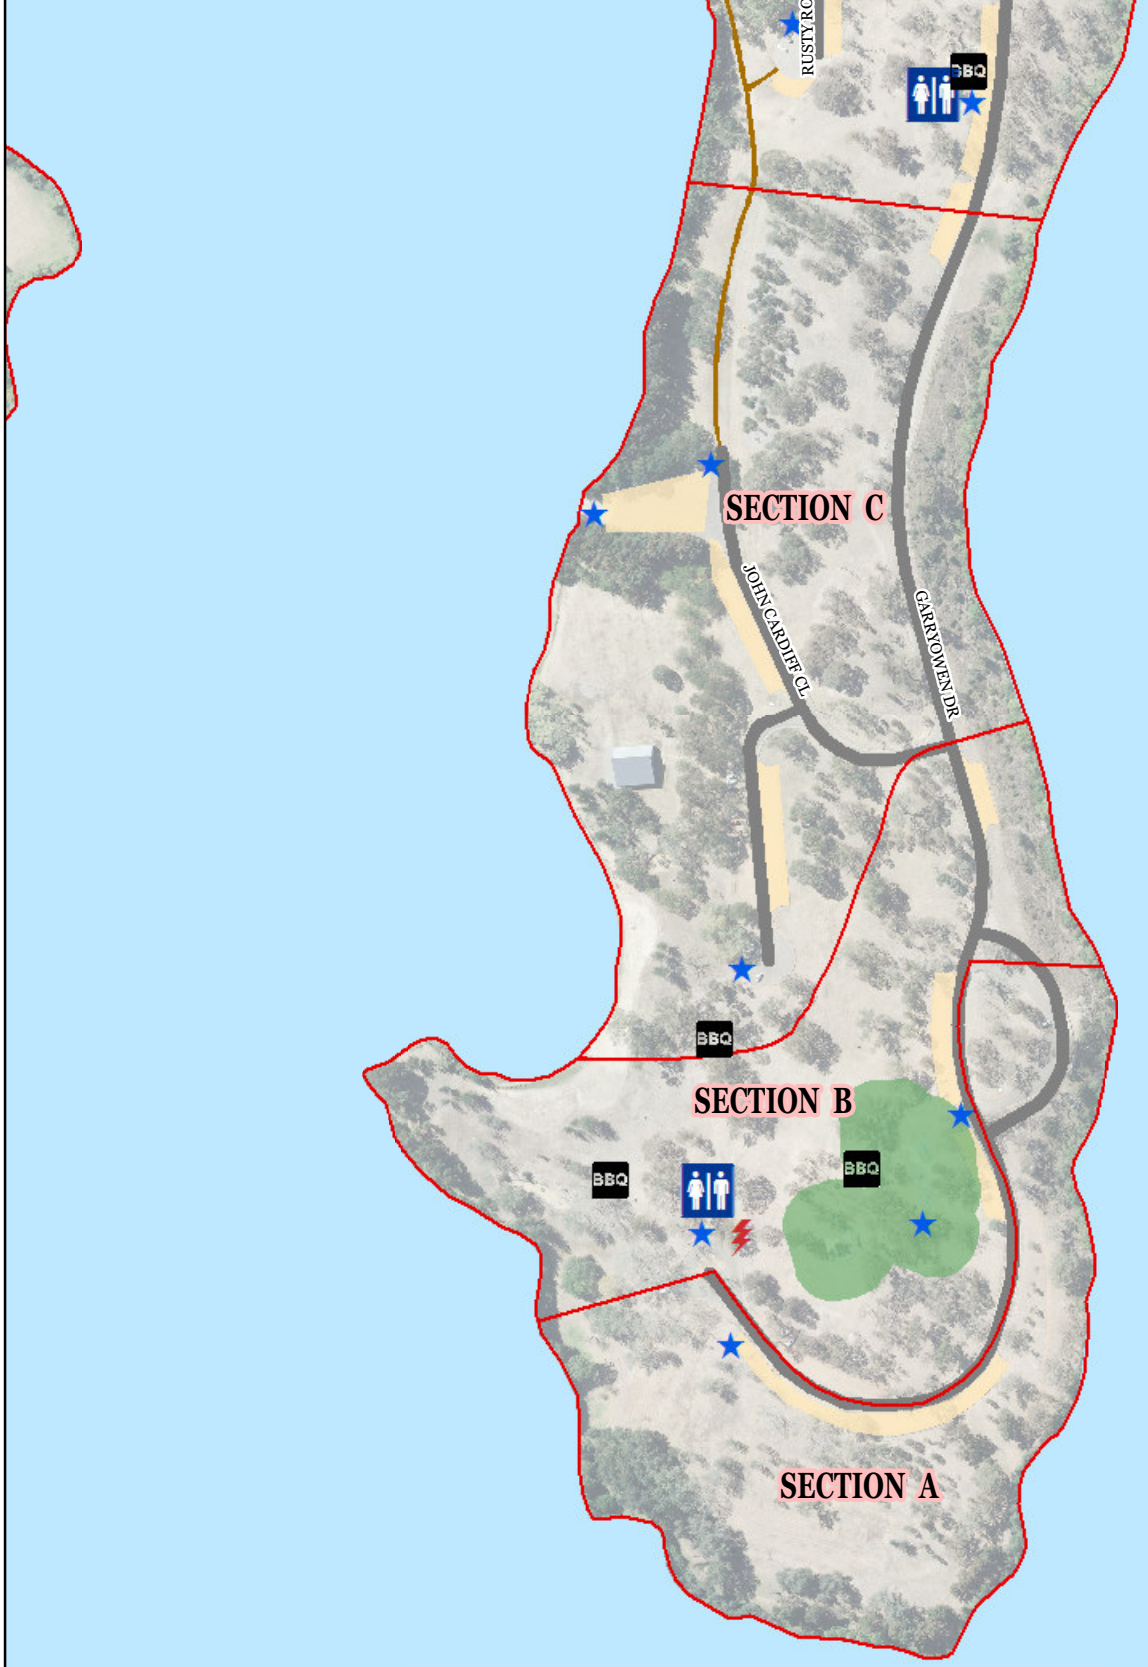 RUSTY RO
BBQ
SECTION C
JOHN CARDIFF CL
GARRYOWEN DR
BBQ
SECTION B
BBQ
BBQ
SECTION A